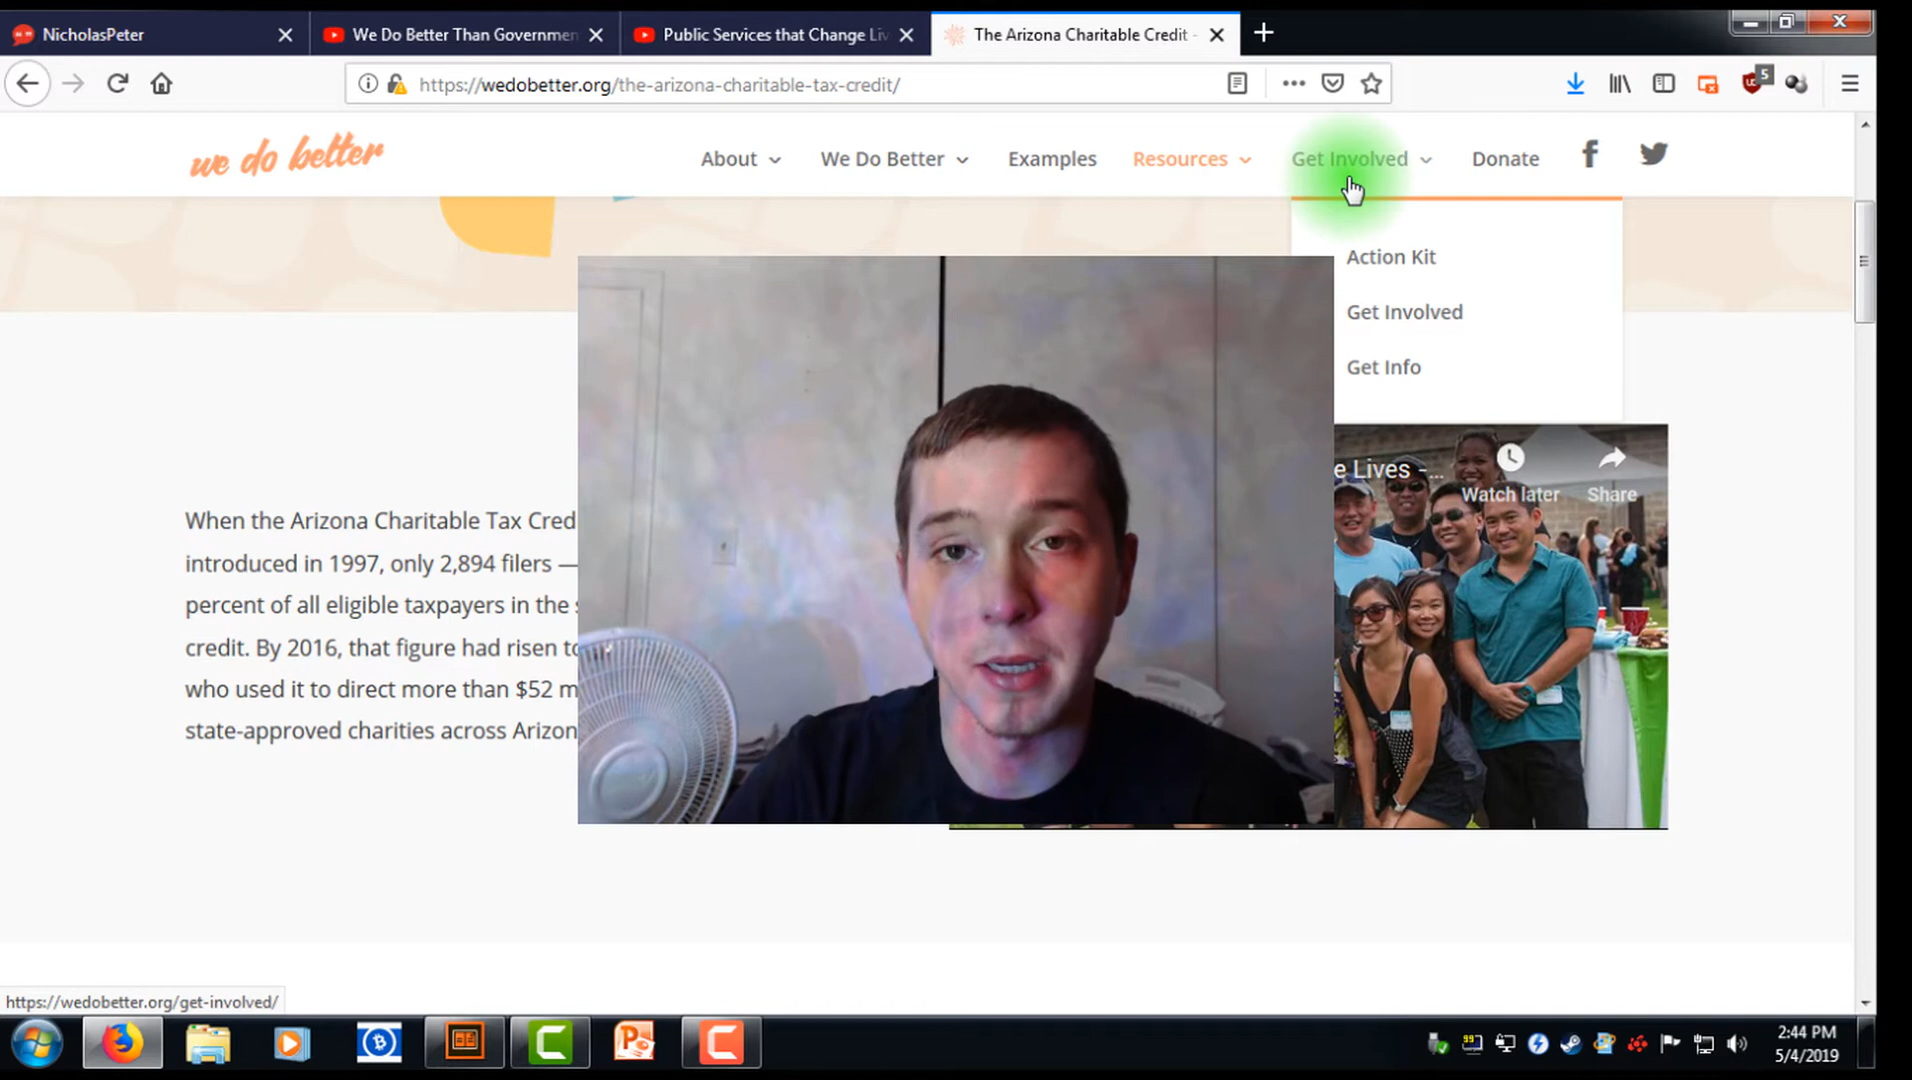 NicholasPeter
We Do Better Than Governmen
Public Services that Change Liv
The Arizona Charitable Credit -
https://wedobetter.org/the-arizona-charitable-tax-credit/
5
we do better
About
We Do Better
Examples
Resources
Get Involved
Donate
Action Kit
Get Involved
Get Info
e Lives -...
Watch later
Share
When the Arizona Charitable Tax Cred
introduced in 1997, only 2,894 filers —
percent of all eligible taxpayers in the s
credit. By 2016, that figure had risen to
who used it to direct more than $52 m
state-approved charities across Arizon
https://wedobetter.org/get-involved/
99
2:44 PM
5/4/2019